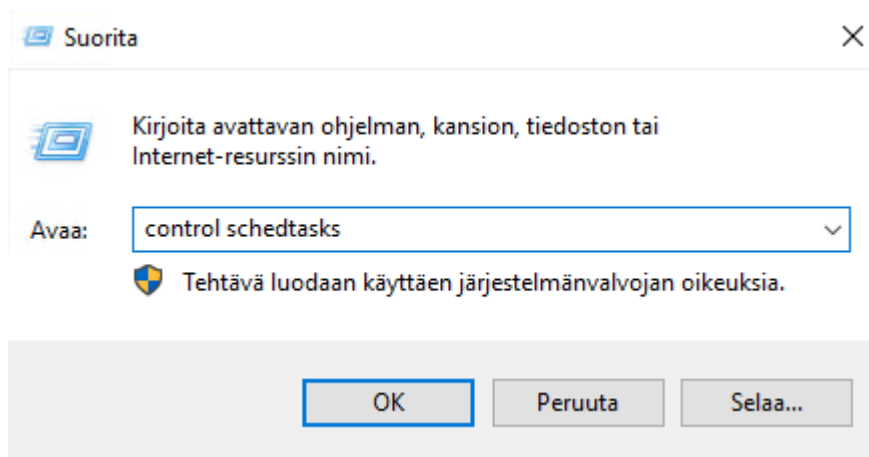 Suorita
Kirjoita avattavan ohjelman, kansion, tiedoston tai
Internet-resurssin nimi.
Avaa: control schedtasks
Tehtävä luodaan käyttäen järjestelmänvalvojan oikeuksia.
OK Peruuta Selaa...